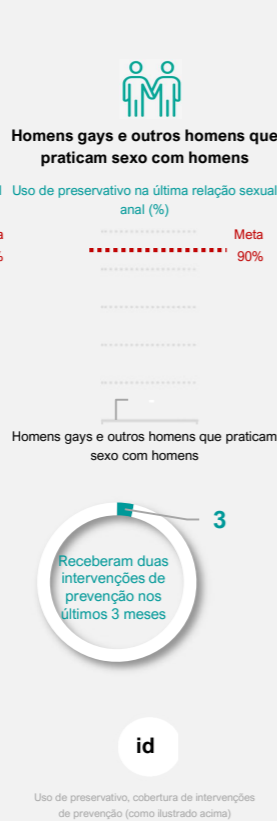 Homens gays e outros homens que
praticam sexo com homens
Uso de preservativo na última relação sexual
anal (%)
Meta
90%
Homens gays e outros homens que praticam
sexo com homens
3
Receberam duas
intervenções de
prevenção nos
últimos 3 meses
id
Uso de preservativo, cobertura de intervenções
de prevenção (como ilustrado acima)